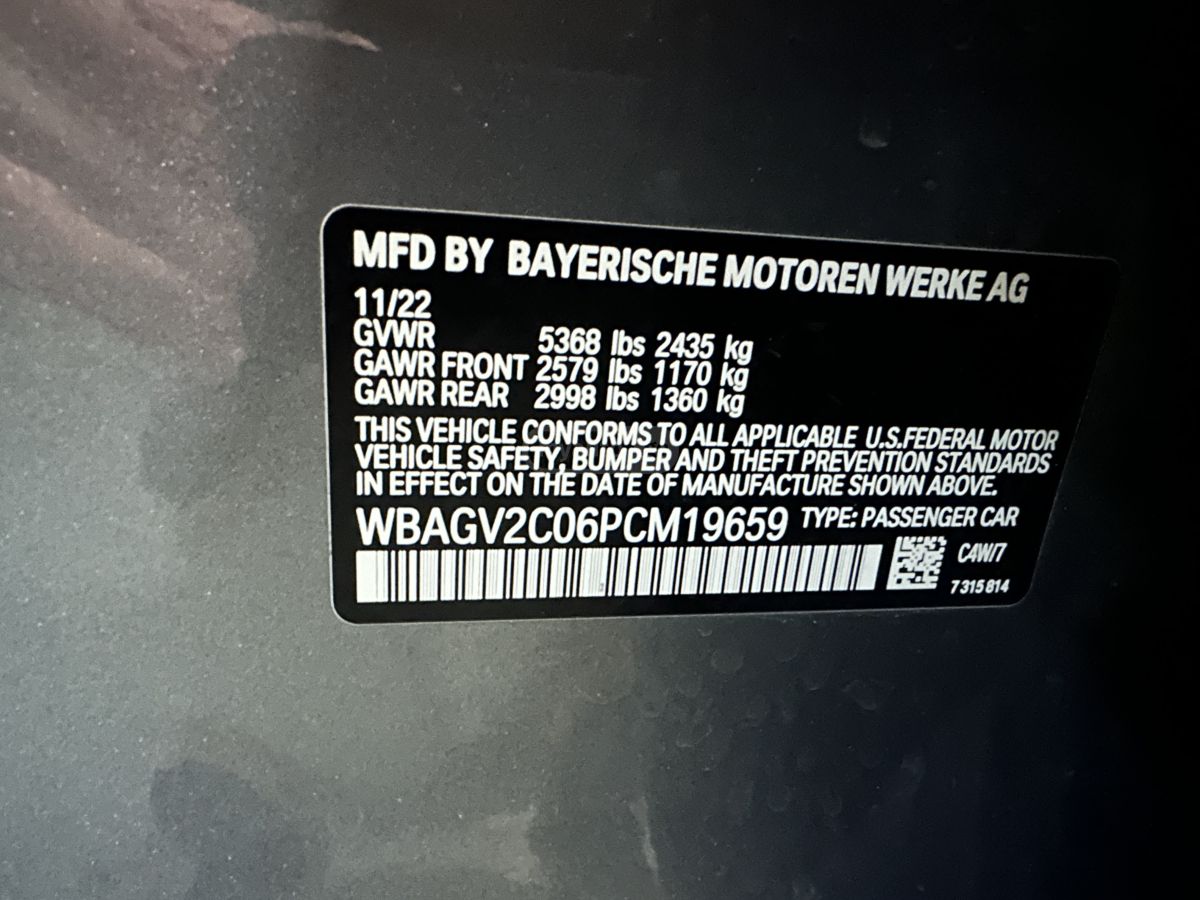 MFD BY BAYERISCHE MOTOREN WERKE AG
11/22
GVWR 5368 lbs 2435 kg
GAWR FRONT 2579 lbs 1170 kg
GAWR REAR 2998 lbs 1360 kg
THIS VEHICLE CONFORMS TO ALL APPLICABLE U.S.FEDERAL MOTOR
VEHICLE SAFETY, BUMPER AND THEFT PREVENTION STANDARDS
IN EFFECT ON THE DATE OF MANUFACTURE SHOWN ABOVE.
WBAGV2C06PCM19659 TYPE: PASSENGER CAR
C4W/7
7 315 814